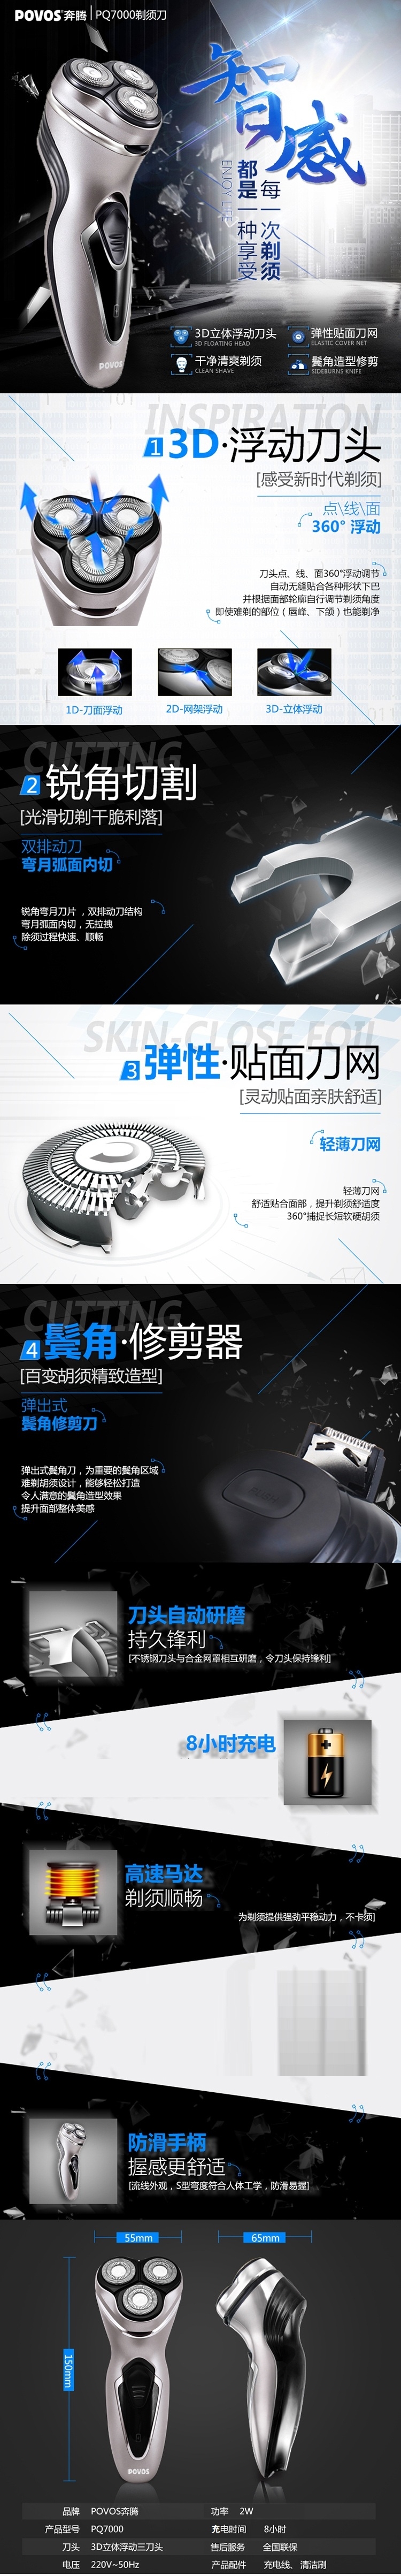 POVOS 奔腾 | PQ7000剃须刀
智感
每一次剃须
都是一种享受
ENJOY LIFE
3D立体浮动刀头
3D FLOATING HEAD
弹性贴面刀网
ELASTIC COVER NET
干净清爽剃须
CLEAN SHAVE
鬓角造型修剪
SIDEBURNS KNIFE
INSPIRATION
1 3D·浮动刀头
[感受新时代剃须]
点\线\面
360° 浮动
刀头点、线、面360°浮动调节
自动无缝贴合各种形状下巴
并根据面部轮廓自行调节剃须角度
即使难剃的部位（唇峰、下颌）也能剃净
1D-刀面浮动
2D-网架浮动
3D-立体浮动
CUTTING
2 锐角切割
[光滑切剃干脆利落]
双排动刀
弯月弧面内切
锐角弯月刀片，双排动刀结构
弯月弧面内切，无拉拽
除须过程快速、顺畅
SKIN-CLOSE FOIL
3 弹性·贴面刀网
[灵动贴面亲肤舒适]
轻薄刀网
轻薄刀网
舒适贴合面部，提升剃须舒适度
360°捕捉长短软硬胡须
CUTTING
4 鬓角·修剪器
[百变胡须精致造型]
弹出式
鬓角修剪刀
弹出式鬓角刀，为重要的鬓角区域
难剃胡须设计，能够轻松打造
令人满意的鬓角造型效果
提升面部整体美感
刀头自动研磨
持久锋利
[不锈钢刀头与合金网罩相互研磨，令刀头保持锋利]
8小时充电
高速马达
剃须顺畅
为剃须提供强劲平稳动力，不卡须]
防滑手柄
握感更舒适
[流线外观，S型弯度符合人体工学，防滑易握]
55mm
65mm
150mm
POVOS
品牌 POVOS奔腾 功率 2W
产品型号 PQ7000 充电时间 8小时
刀头 3D立体浮动三刀头 售后服务 全国联保
电压 220V~50Hz 产品配件 充电线、清洁刷